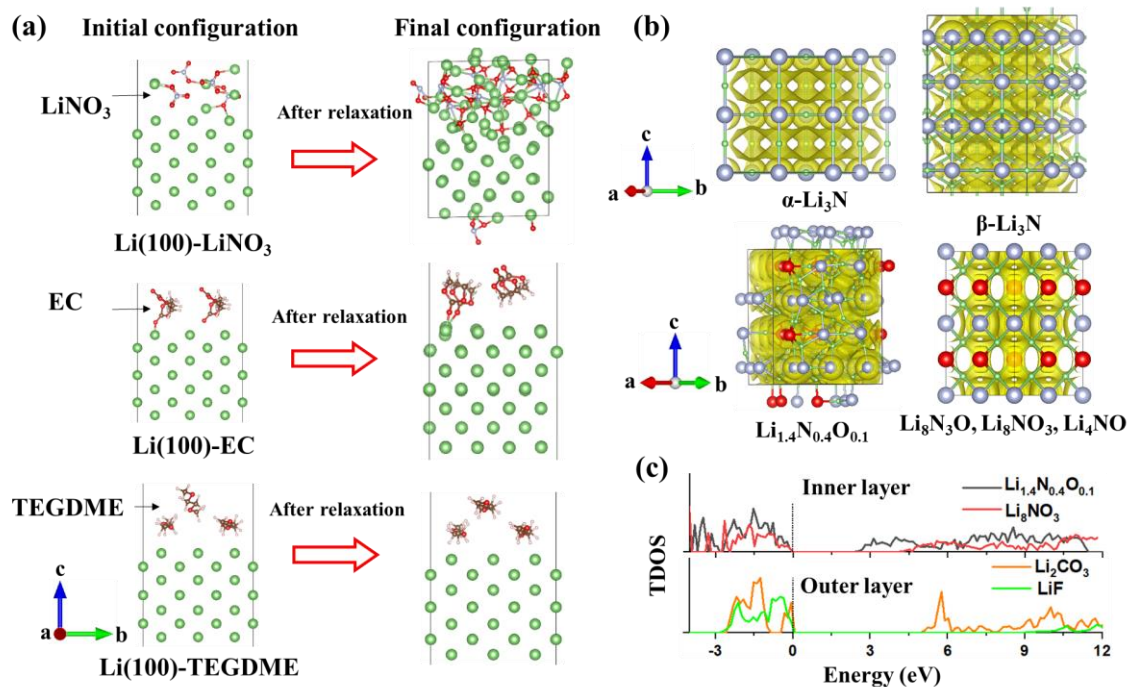 (a)
Initial configuration
Final configuration
LiNO₃
After relaxation
Li(100)-LiNO₃
EC
After relaxation
Li(100)-EC
TEGDME
After relaxation
c
a
b
Li(100)-TEGDME
(b)
c
a
b
α-Li₃N
β-Li₃N
c
a
b
Li₁.₄N₀.₄O₀.₁
Li₈N₃O, Li₈NO₃, Li₄NO
(c)
TDOS
Inner layer
Li₁.₄N₀.₄O₀.₁
Li₈NO₃
Outer layer
Li₂CO₃
LiF
-3 0 3 6 9 12
Energy (eV)